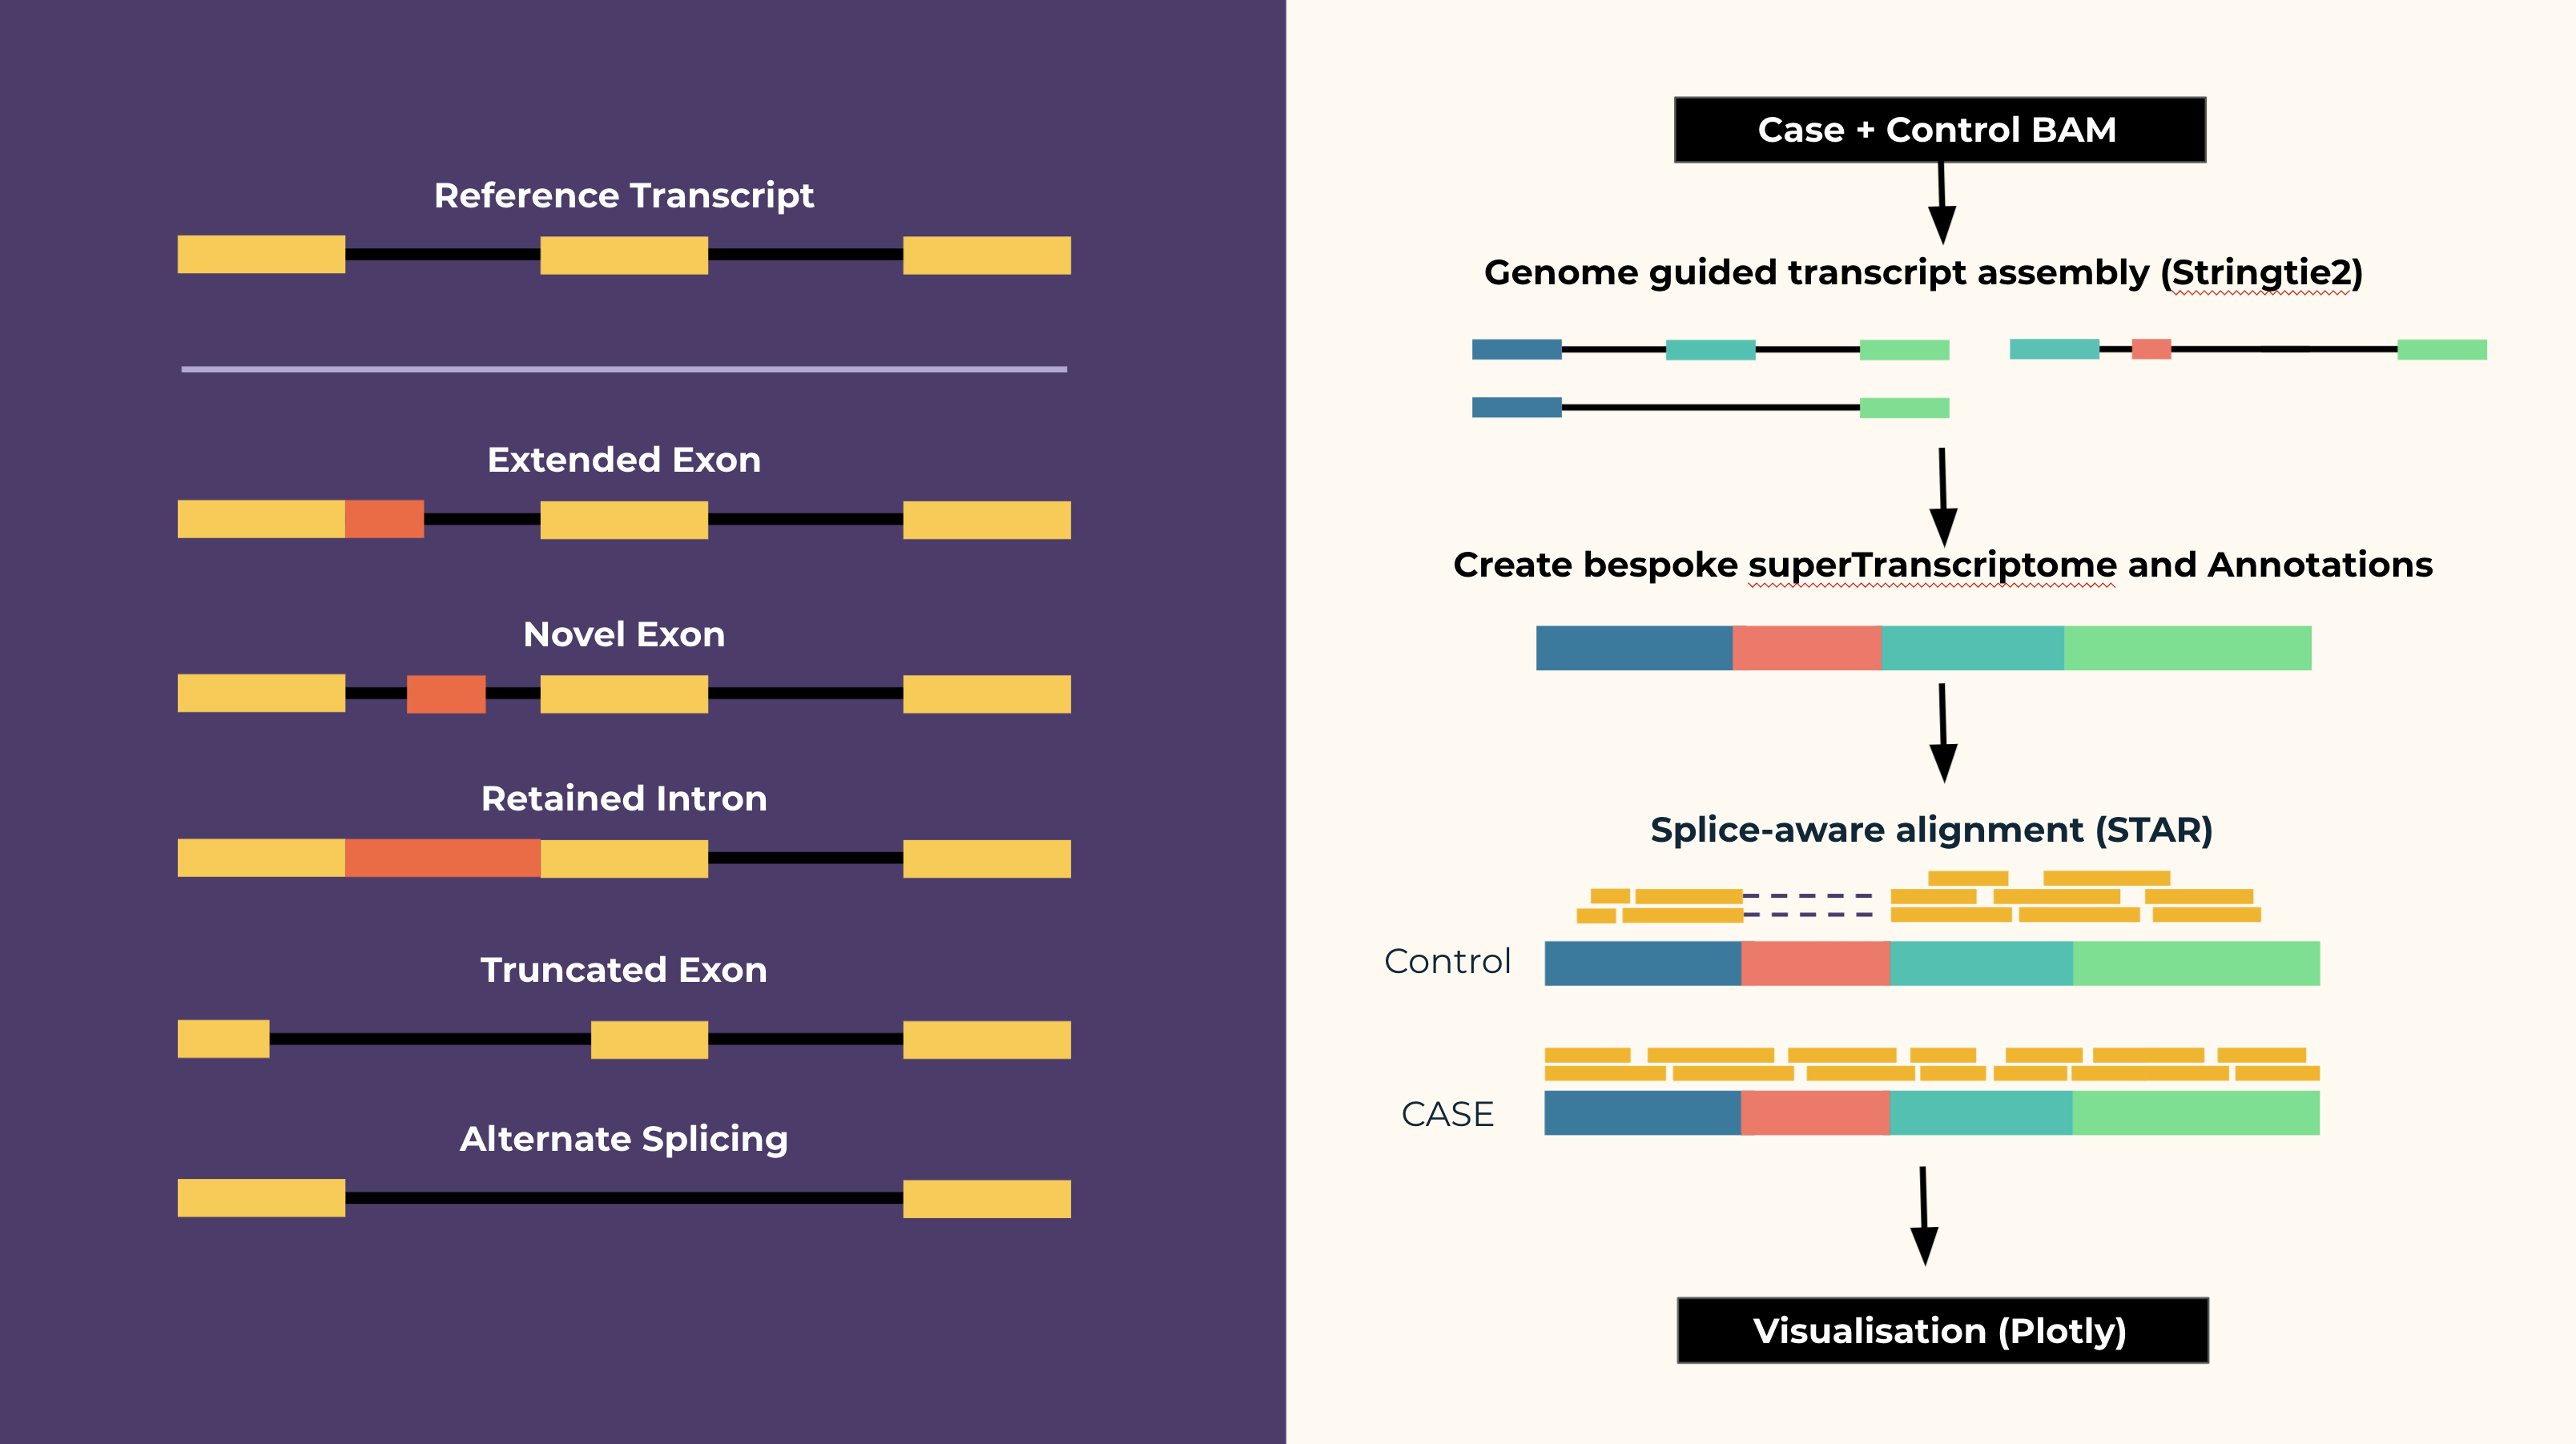 Reference Transcript
Extended Exon
Novel Exon
Retained Intron
Truncated Exon
Alternate Splicing
Case + Control BAM
Genome guided transcript assembly (Stringtie2)
Create bespoke superTranscriptome and Annotations
Splice-aware alignment (STAR)
Control
CASE
Visualisation (Plotly)